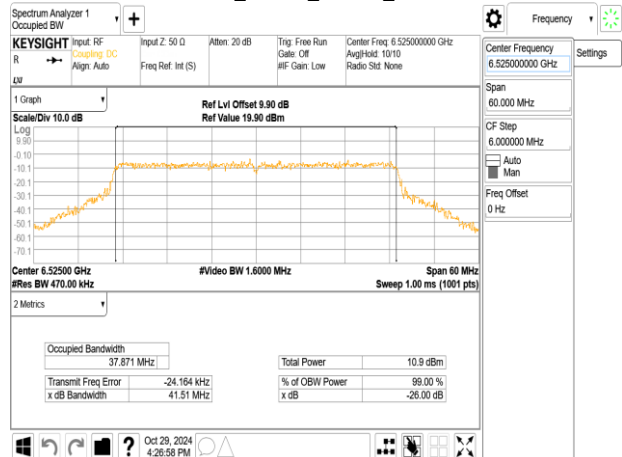 Spectrum Analyzer 1
Occupied BW
Frequency
KEYSIGHT
R
LXI
Input: RF
Coupling: DC
Align: Auto
Input Z: 50 Ω
Freq Ref: Int (S)
Atten: 20 dB
Trig: Free Run
Gate: Off
#IF Gain: Low
Center Freq: 6.525000000 GHz
Avg|Hold: 10/10
Radio Std: None
Center Frequency
6.525000000 GHz
Settings
Span
60.000 MHz
CF Step
6.000000 MHz
Auto
Man
Freq Offset
0 Hz
1 Graph
Scale/Div 10.0 dB
Ref Lvl Offset 9.90 dB
Ref Value 19.90 dBm
Log
9.90
-0.10
-10.1
-20.1
-30.1
-40.1
-50.1
-60.1
-70.1
Center 6.52500 GHz
#Res BW 470.00 kHz
#Video BW 1.6000 MHz
Span 60 MHz
Sweep 1.00 ms (1001 pts)
2 Metrics
Occupied Bandwidth
37.871 MHz
Transmit Freq Error -24.164 kHz
x dB Bandwidth 41.51 MHz
Total Power 10.9 dBm
% of OBW Power 99.00 %
x dB -26.00 dB
Oct 29, 2024
4:26:58 PM